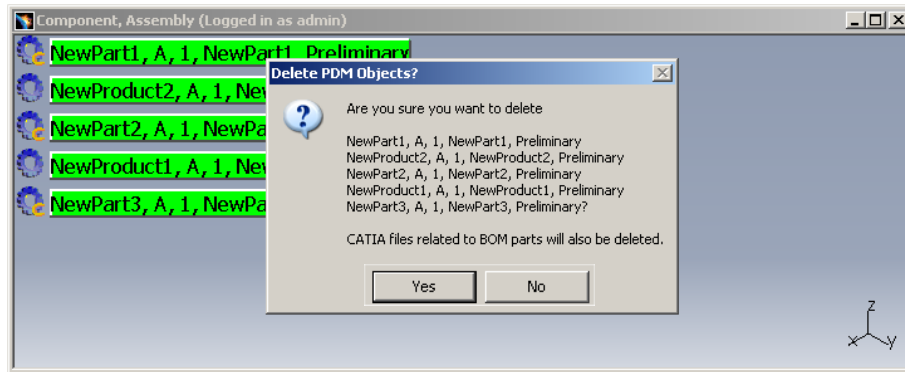 Component, Assembly (Logged in as admin)
NewPart1, A, 1, NewPart1, Preliminary
Delete PDM Objects?
NewProduct2, A, 1, New
NewPart2, A, 1, NewPa
NewProduct1, A, 1, New
NewPart3, A, 1, NewPa
Are you sure you want to delete
NewPart1, A, 1, NewPart1, Preliminary
NewProduct2, A, 1, NewProduct2, Preliminary
NewPart2, A, 1, NewPart2, Preliminary
NewProduct1, A, 1, NewProduct1, Preliminary
NewPart3, A, 1, NewPart3, Preliminary?
CATIA files related to BOM parts will also be deleted.
Yes
No
z
x
y